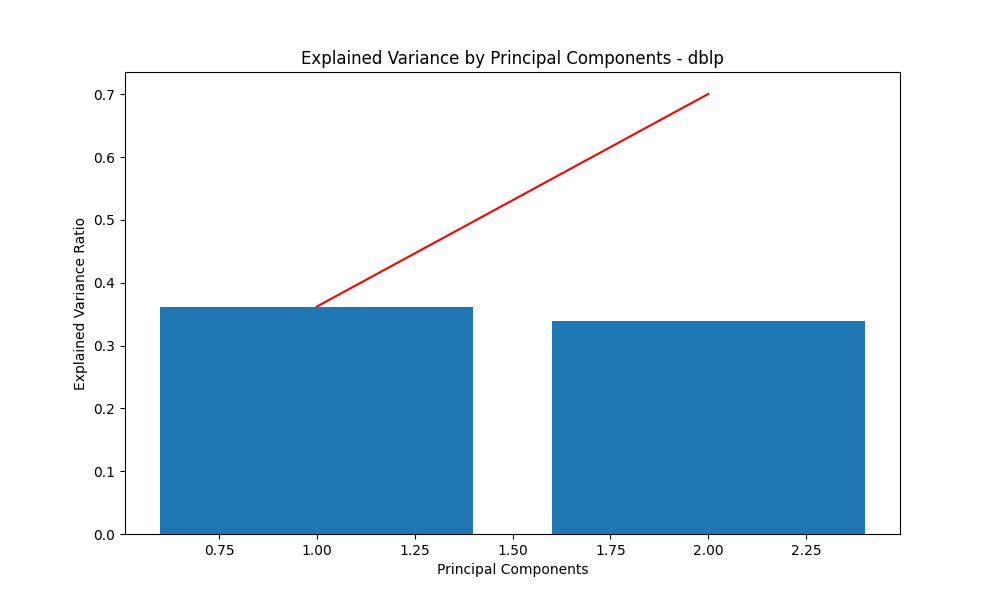 Explained Variance by Principal Components - dblp
0.7
0.6
0.5
0.4
0.3
0.2
0.1
0.0
Explained Variance Ratio
0.75 1.00 1.25 1.50 1.75 2.00 2.25
Principal Components